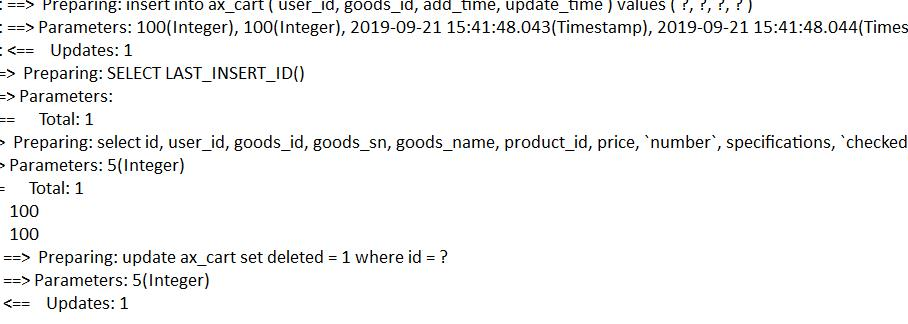 : ==>  Preparing: insert into ax_cart ( user_id, goods_id, add_time, update_time ) values ( ?, ?, ?, ? )
: ==> Parameters: 100(Integer), 100(Integer), 2019-09-21 15:41:48.043(Timestamp), 2019-09-21 15:41:48.044(Times
: <==    Updates: 1
=>  Preparing: SELECT LAST_INSERT_ID()
=> Parameters:
==      Total: 1
>  Preparing: select id, user_id, goods_id, goods_sn, goods_name, product_id, price, `number`, specifications, `checked
> Parameters: 5(Integer)
=      Total: 1
100
100
==>  Preparing: update ax_cart set deleted = 1 where id = ?
==> Parameters: 5(Integer)
<==    Updates: 1